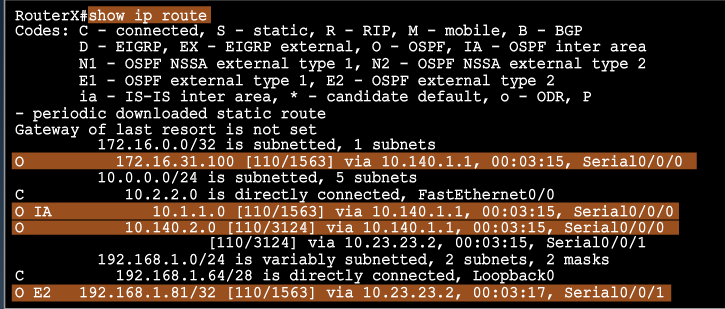 RouterX#show ip route
Codes: C - connected, S - static, R - RIP, M - mobile, B - BGP
D - EIGRP, EX - EIGRP external, O - OSPF, IA - OSPF inter area
N1 - OSPF NSSA external type 1, N2 - OSPF NSSA external type 2
E1 - OSPF external type 1, E2 - OSPF external type 2
ia - IS-IS inter area, * - candidate default, o - ODR, P
- periodic downloaded static route
Gateway of last resort is not set
172.16.0.0/32 is subnetted, 1 subnets
O 172.16.31.100 [110/1563] via 10.140.1.1, 00:03:15, Serial0/0/0
10.0.0.0/24 is subnetted, 5 subnets
C 10.2.2.0 is directly connected, FastEthernet0/0
O IA 10.1.1.0 [110/1563] via 10.140.1.1, 00:03:15, Serial0/0/0
O 10.140.2.0 [110/3124] via 10.140.1.1, 00:03:15, Serial0/0/0
[110/3124] via 10.23.23.2, 00:03:15, Serial0/0/1
192.168.1.0/24 is variably subnetted, 2 subnets, 2 masks
C 192.168.1.64/28 is directly connected, Loopback0
O E2 192.168.1.81/32 [110/1563] via 10.23.23.2, 00:03:17, Serial0/0/1